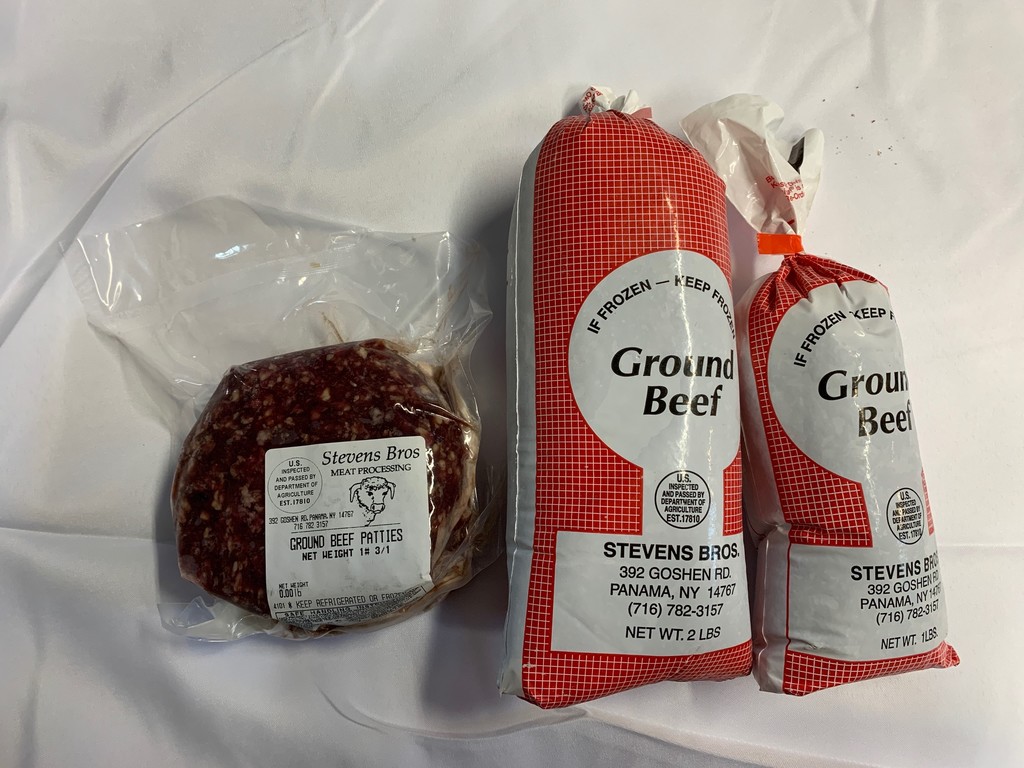 U.S.
INSPECTED
AND PASSED BY
DEPARTMENT OF
AGRICULTURE
EST.17810
Stevens Bros
MEAT PROCESSING
392 GOSHEN RD, PANAMA, NY 14767
716 782 3157
GROUND BEEF PATTIES
NET WEIGHT 1# 3/1
NET WEIGHT
0.00lb
KEEP REFRIGERATED OR FROZEN
IF FROZEN — KEEP FROZEN
Ground
Beef
U.S.
INSPECTED
AND PASSED BY
DEPARTMENT OF
AGRICULTURE
EST.17810
STEVENS BROS.
392 GOSHEN RD.
PANAMA, NY 14767
(716) 782-3157
NET WT. 2 LBS
IF FROZEN - KEEP F
Groun
Beef
U.S.
INSPECTED
AN. PASSED BY
DEPARTMENT OF
AGRICULTURE
EST.17810
STEVENS BRO
392 GOSHEN RD
PANAMA, NY 1476
(716) 782-3157
NET WT. 1LBS.